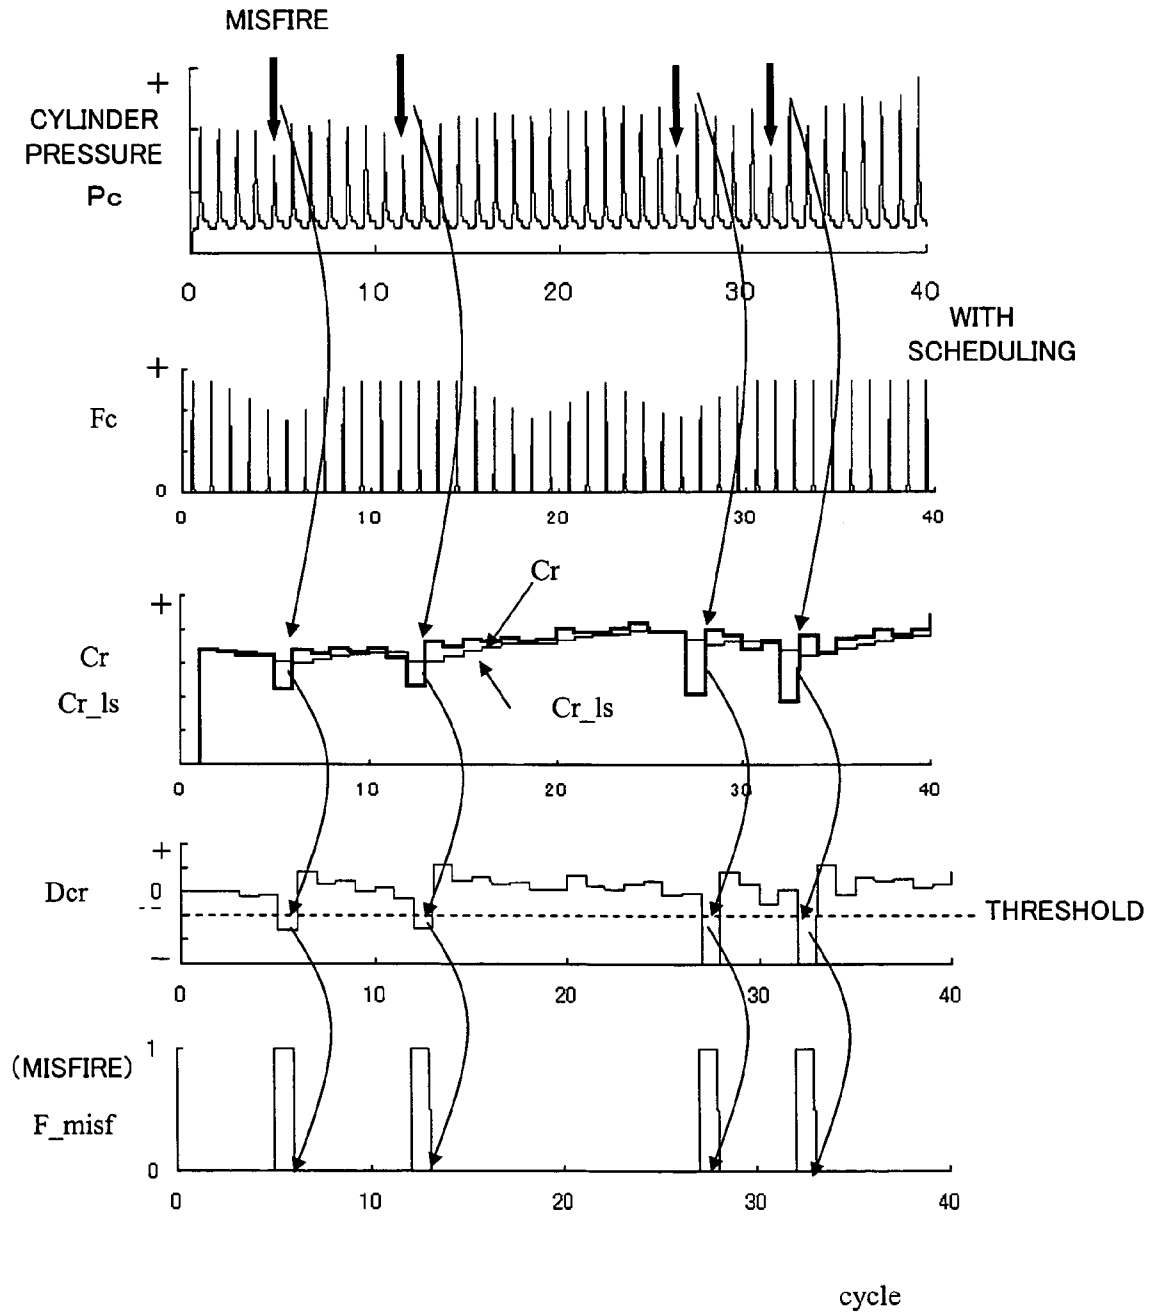 MISFIRE
+
CYLINDER
PRESSURE
Pc
0 10 20 30 40
WITH
SCHEDULING
+
Fc
0
0 10 20 30 40
+
Cr
Cr
Cr_ls
Cr_ls
0 10 20 30 40
+
Dcr 0
THRESHOLD
−
0 10 20 30 40
1
(MISFIRE)
F_misf
0
0 10 20 30 40
cycle